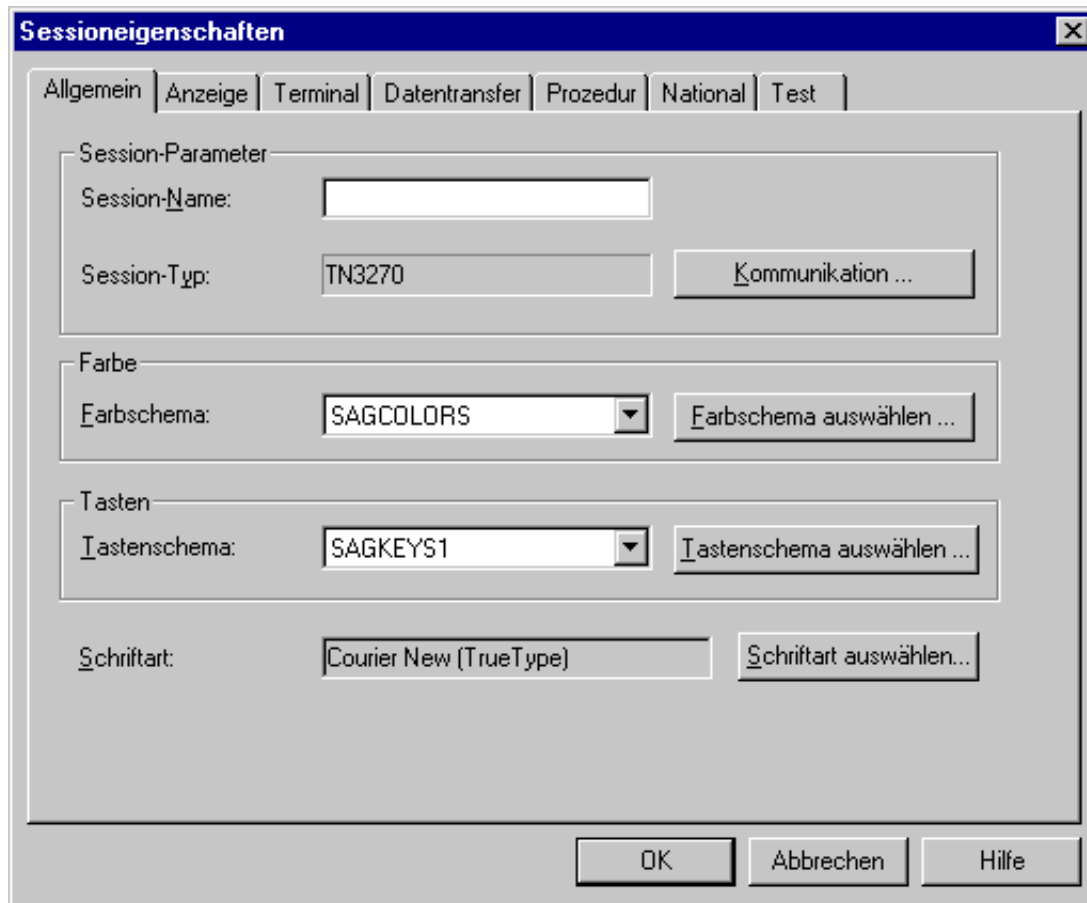 Sessioneigenschaften
Allgemein Anzeige Terminal Datentransfer Prozedur National Test
Session-Parameter
Session-Name:
Session-Typ: TN3270 Kommunikation ...
Farbe
Farbschema: SAGCOLORS Farbschema auswählen ...
Tasten
Tastenschema: SAGKEYS1 Tastenschema auswählen ...
Schriftart: Courier New (TrueType) Schriftart auswählen...
OK Abbrechen Hilfe